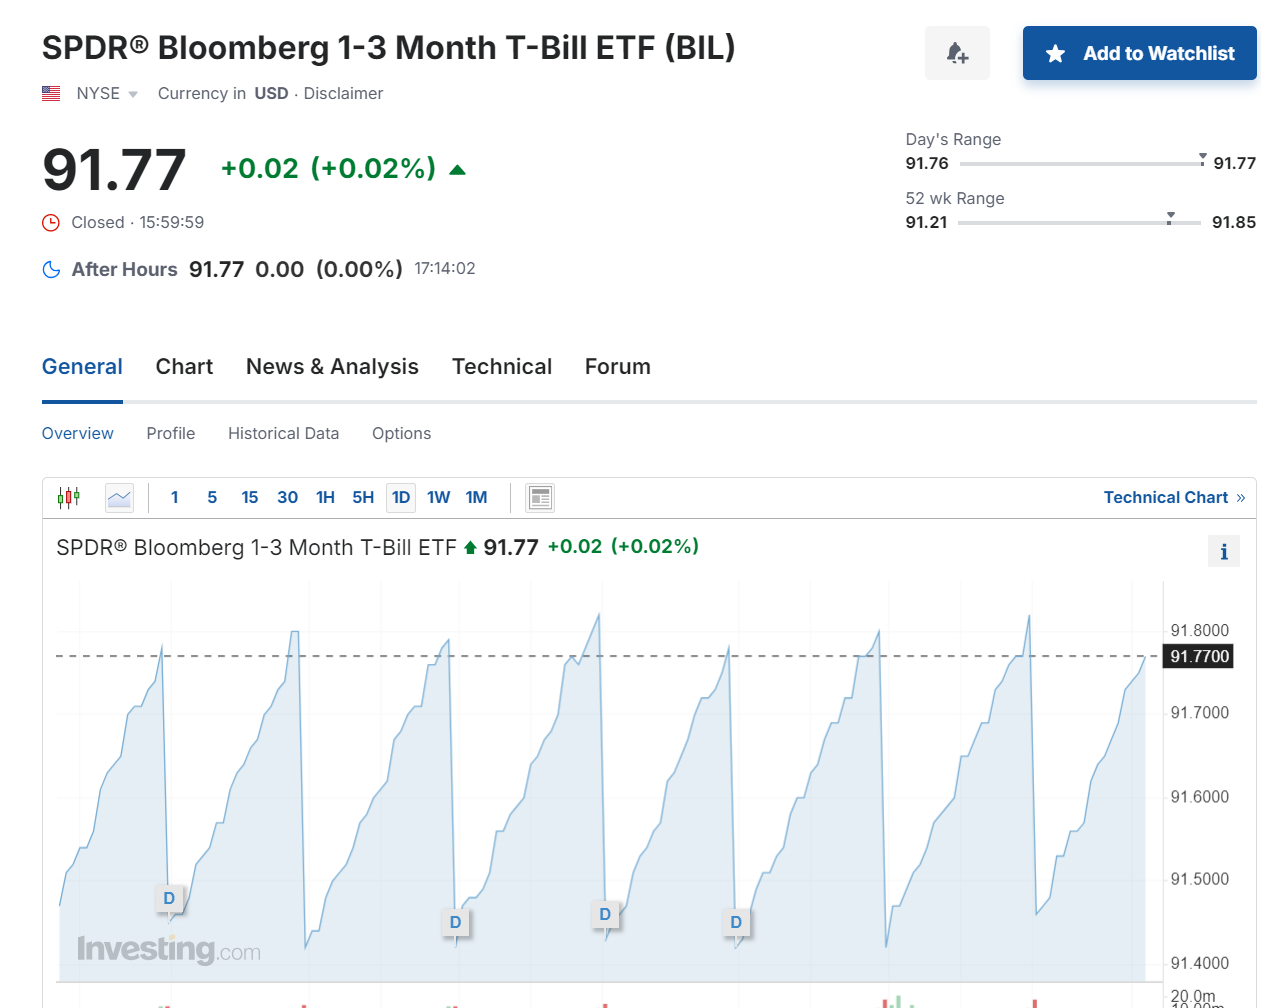 SPDR® Bloomberg 1-3 Month T-Bill ETF (BIL)
Add to Watchlist
NYSE Currency in USD · Disclaimer
91.77 +0.02 (+0.02%)
Closed · 15:59:59
After Hours 91.77 0.00 (0.00%) 17:14:02
Day's Range
91.76 91.77
52 wk Range
91.21 91.85
General Chart News & Analysis Technical Forum
Overview Profile Historical Data Options
1 5 15 30 1H 5H 1D 1W 1M
Technical Chart »
SPDR® Bloomberg 1-3 Month T-Bill ETF 91.77 +0.02 (+0.02%)
i
91.8000
91.7700
91.7000
91.6000
91.5000
91.4000
20.0m
D
D
D
D
Investing.com